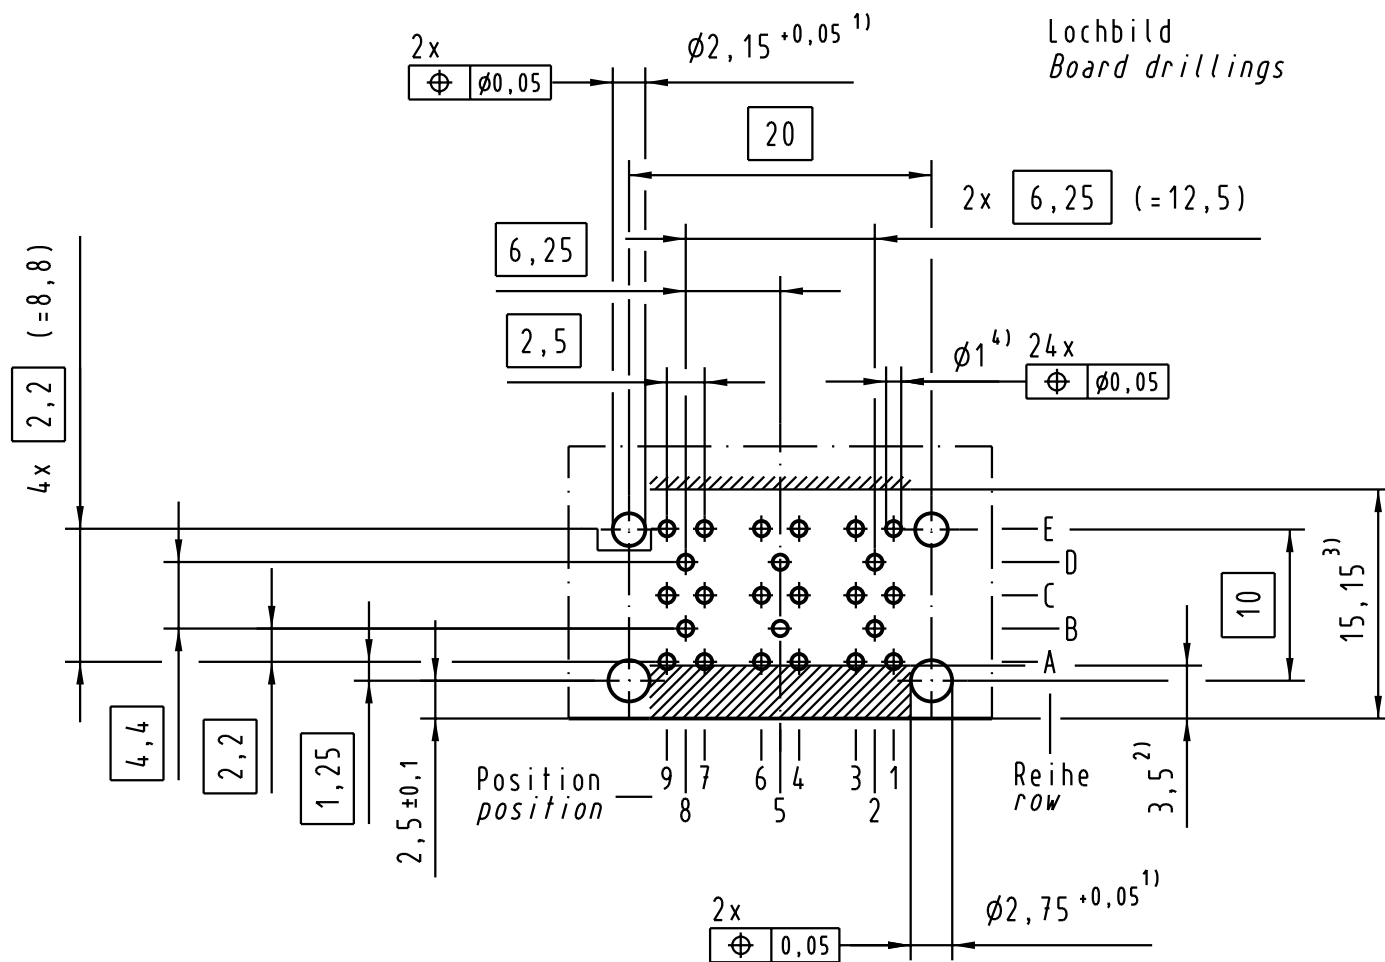 2x
⌖ ø0,05
ø2,15 +0,05 1)
Lochbild
Board drillings
20
2x 6,25 (=12,5)
6,25
2,5
ø1 4) 24x
⌖ ø0,05
4x 2,2 (=8,8)
E
D
C
B
A
10
15,15 3)
4,4
2,2
1,25
2,5 ±0,1
Position
position
9 7 6 4 3 1
8 5 2
Reihe
row
3,5 2)
2x
⌖ 0,05
ø2,75 +0,05 1)